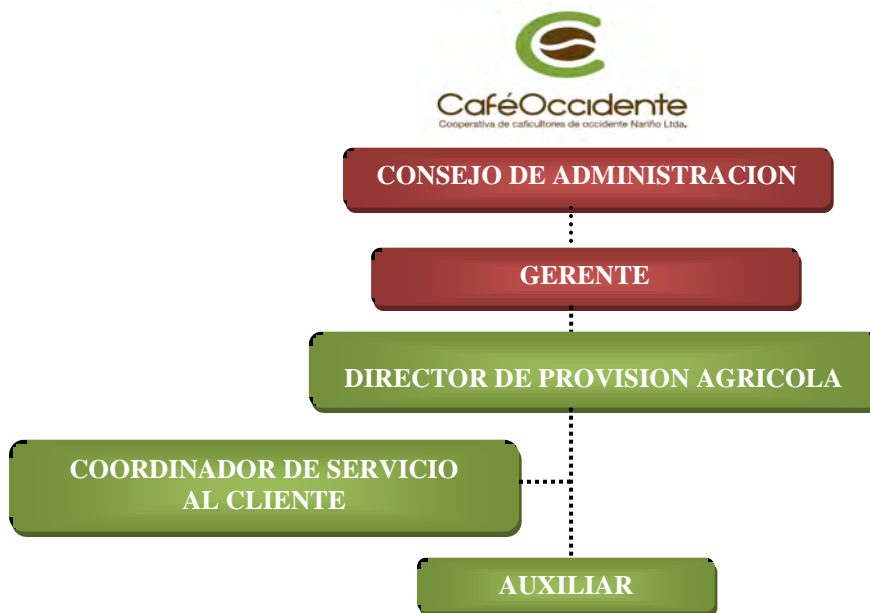 CaféOccidente
Cooperativa de caficultores de occidente Nariño Ltda.
CONSEJO DE ADMINISTRACION
GERENTE
DIRECTOR DE PROVISION AGRICOLA
COORDINADOR DE SERVICIO
AL CLIENTE
AUXILIAR